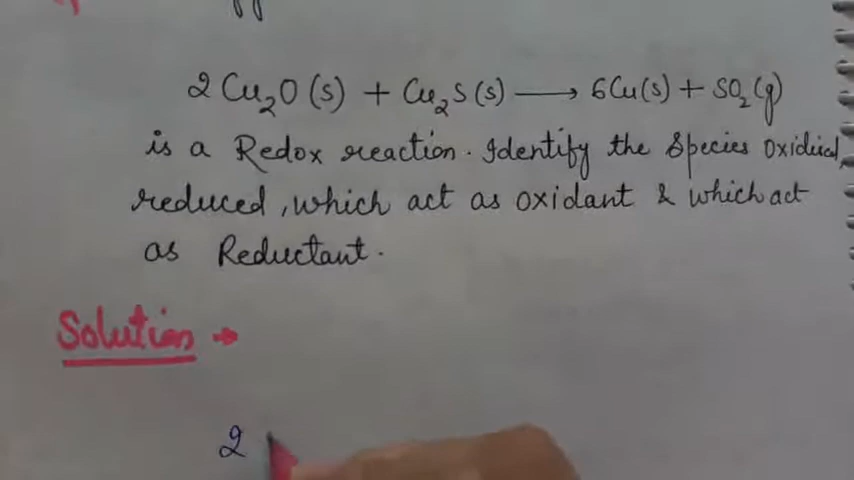 2Cu₂O(s) + Cu₂S(s) ⟶ 6Cu(s) + SO₂(g)
is a Redox reaction. Identify the Species oxidised,
reduced, which act as oxidant & which act
as Reductant.
Solution →
2